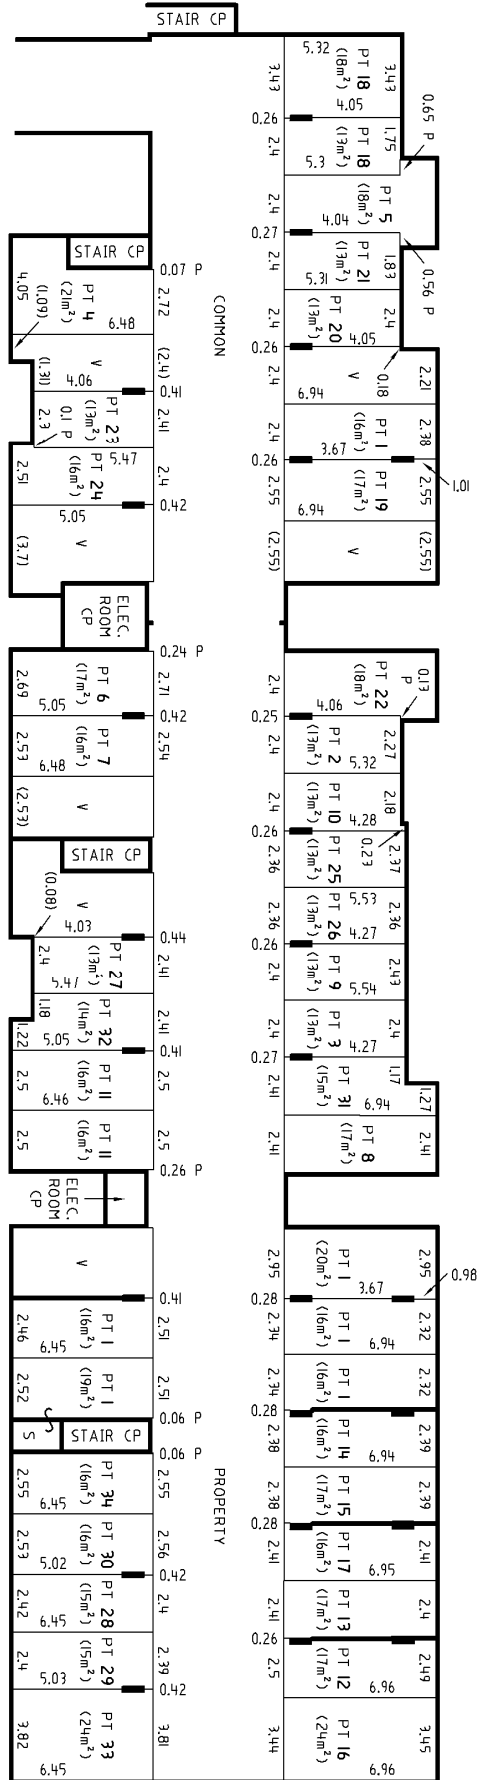 STAIR CP
5.32
PT 18
(18m²)
3.43
3.43
4.05
0.26
0.65 P
1.75
PT 18
(13m²)
2.4
5.3
PT 5
(18m²)
2.4
4.04
0.27
1.83
PT 21
(13m²)
2.4
5.31
0.56 P
2.4
PT 20
(13m²)
2.4
4.05
0.26
0.18
2.21
V
2.4
6.94
2.38
PT 1
(16m²)
2.4
3.67
0.26
1.01
2.55
PT 19
(17m²)
2.55
6.94
(2.55)
V
(2.55)
COMMON
STAIR CP
0.07 P
4.05
(1.09)
PT 4
(21m²)
2.72
6.48
(1.31)
V
(2.4)
4.06
0.41
2.3
0.1 P
PT 23
(13m²)
2.41
5.47
2.51
PT 24
(16m²)
2.4
0.42
5.05
(3.7)
V
ELEC.
ROOM
CP
0.24 P
2.69
PT 6
(17m²)
2.71
5.05
0.42
2.53
PT 7
(16m²)
2.54
6.48
(2.53)
V
STAIR CP
(0.08)
V
4.03
0.44
2.4
PT 27
(13m²)
2.41
5.47
1.18
1.22
PT 32
(14m²)
2.41
5.05
0.41
2.5
PT 11
(16m²)
2.5
6.46
2.5
PT 11
(16m²)
2.5
0.26 P
ELEC.
ROOM
CP
0.13 P
PT 22
(18m²)
2.4
4.06
0.25
2.27
PT 2
(13m²)
2.4
5.32
2.18
PT 10
(13m²)
2.4
4.28
0.26
0.23
2.37
PT 25
(13m²)
2.36
5.53
2.36
PT 26
(13m²)
2.36
4.27
0.26
2.43
PT 9
(13m²)
2.4
5.54
2.4
PT 3
(13m²)
2.4
4.27
0.27
1.17
1.27
PT 31
(15m²)
2.41
6.94
2.41
PT 8
(17m²)
2.41
V
0.41
2.46
PT 1
(16m²)
2.51
6.45
2.52
PT 1
(19m²)
2.51
0.06 P
S
STAIR CP
0.06 P
2.55
PT 34
(16m²)
2.55
6.45
2.53
PT 30
(16m²)
2.56
5.02
0.42
2.42
PT 28
(15m²)
2.4
6.45
2.4
PT 29
(15m²)
2.39
5.03
0.42
3.82
PT 33
(24m²)
3.81
6.45
PROPERTY
2.95
PT 1
(20m²)
2.95
3.67
0.98
0.28
2.32
PT 1
(16m²)
2.34
6.94
2.32
PT 1
(16m²)
2.34
0.28
2.39
PT 14
(16m²)
2.38
6.94
2.39
PT 15
(17m²)
2.38
0.28
2.41
PT 17
(16m²)
2.41
6.95
2.4
PT 13
(17m²)
2.41
0.26
2.49
PT 12
(17m²)
2.5
6.96
3.45
PT 16
(24m²)
3.44
6.96